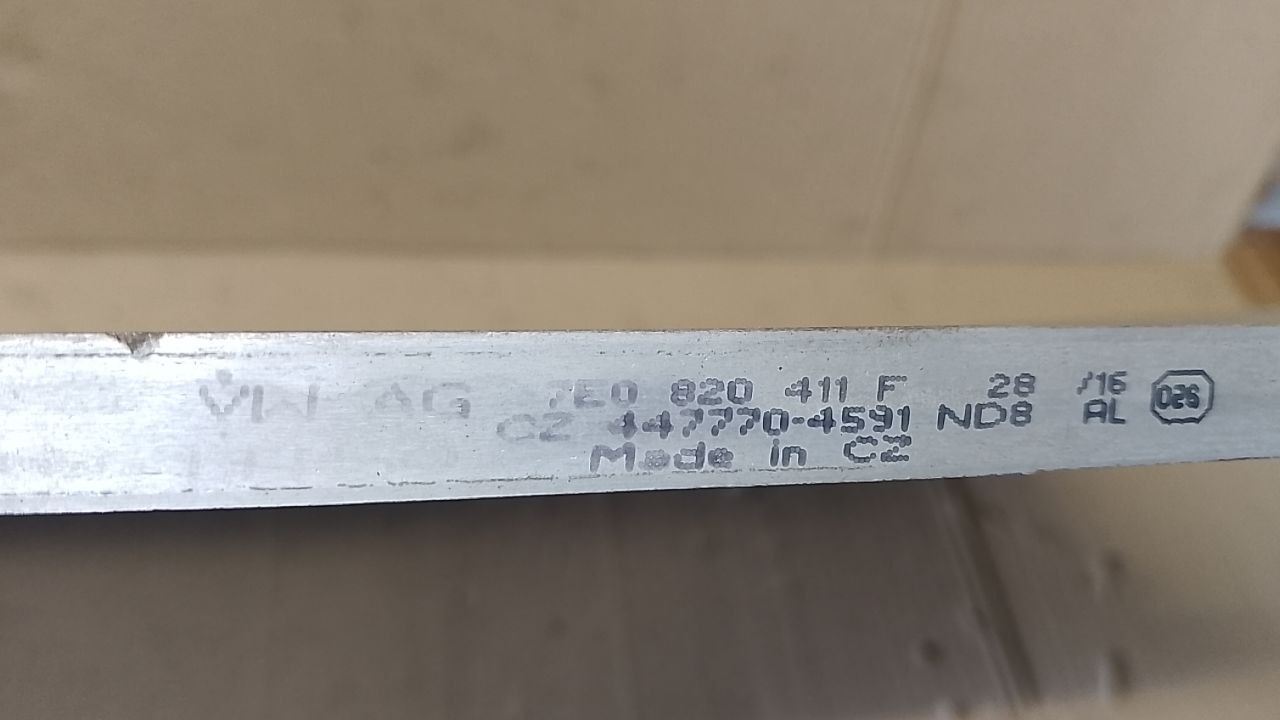 VW AG 7E0 820 411 F 28 /16 026
CZ 447770-4591 ND8 AL
Made in CZ